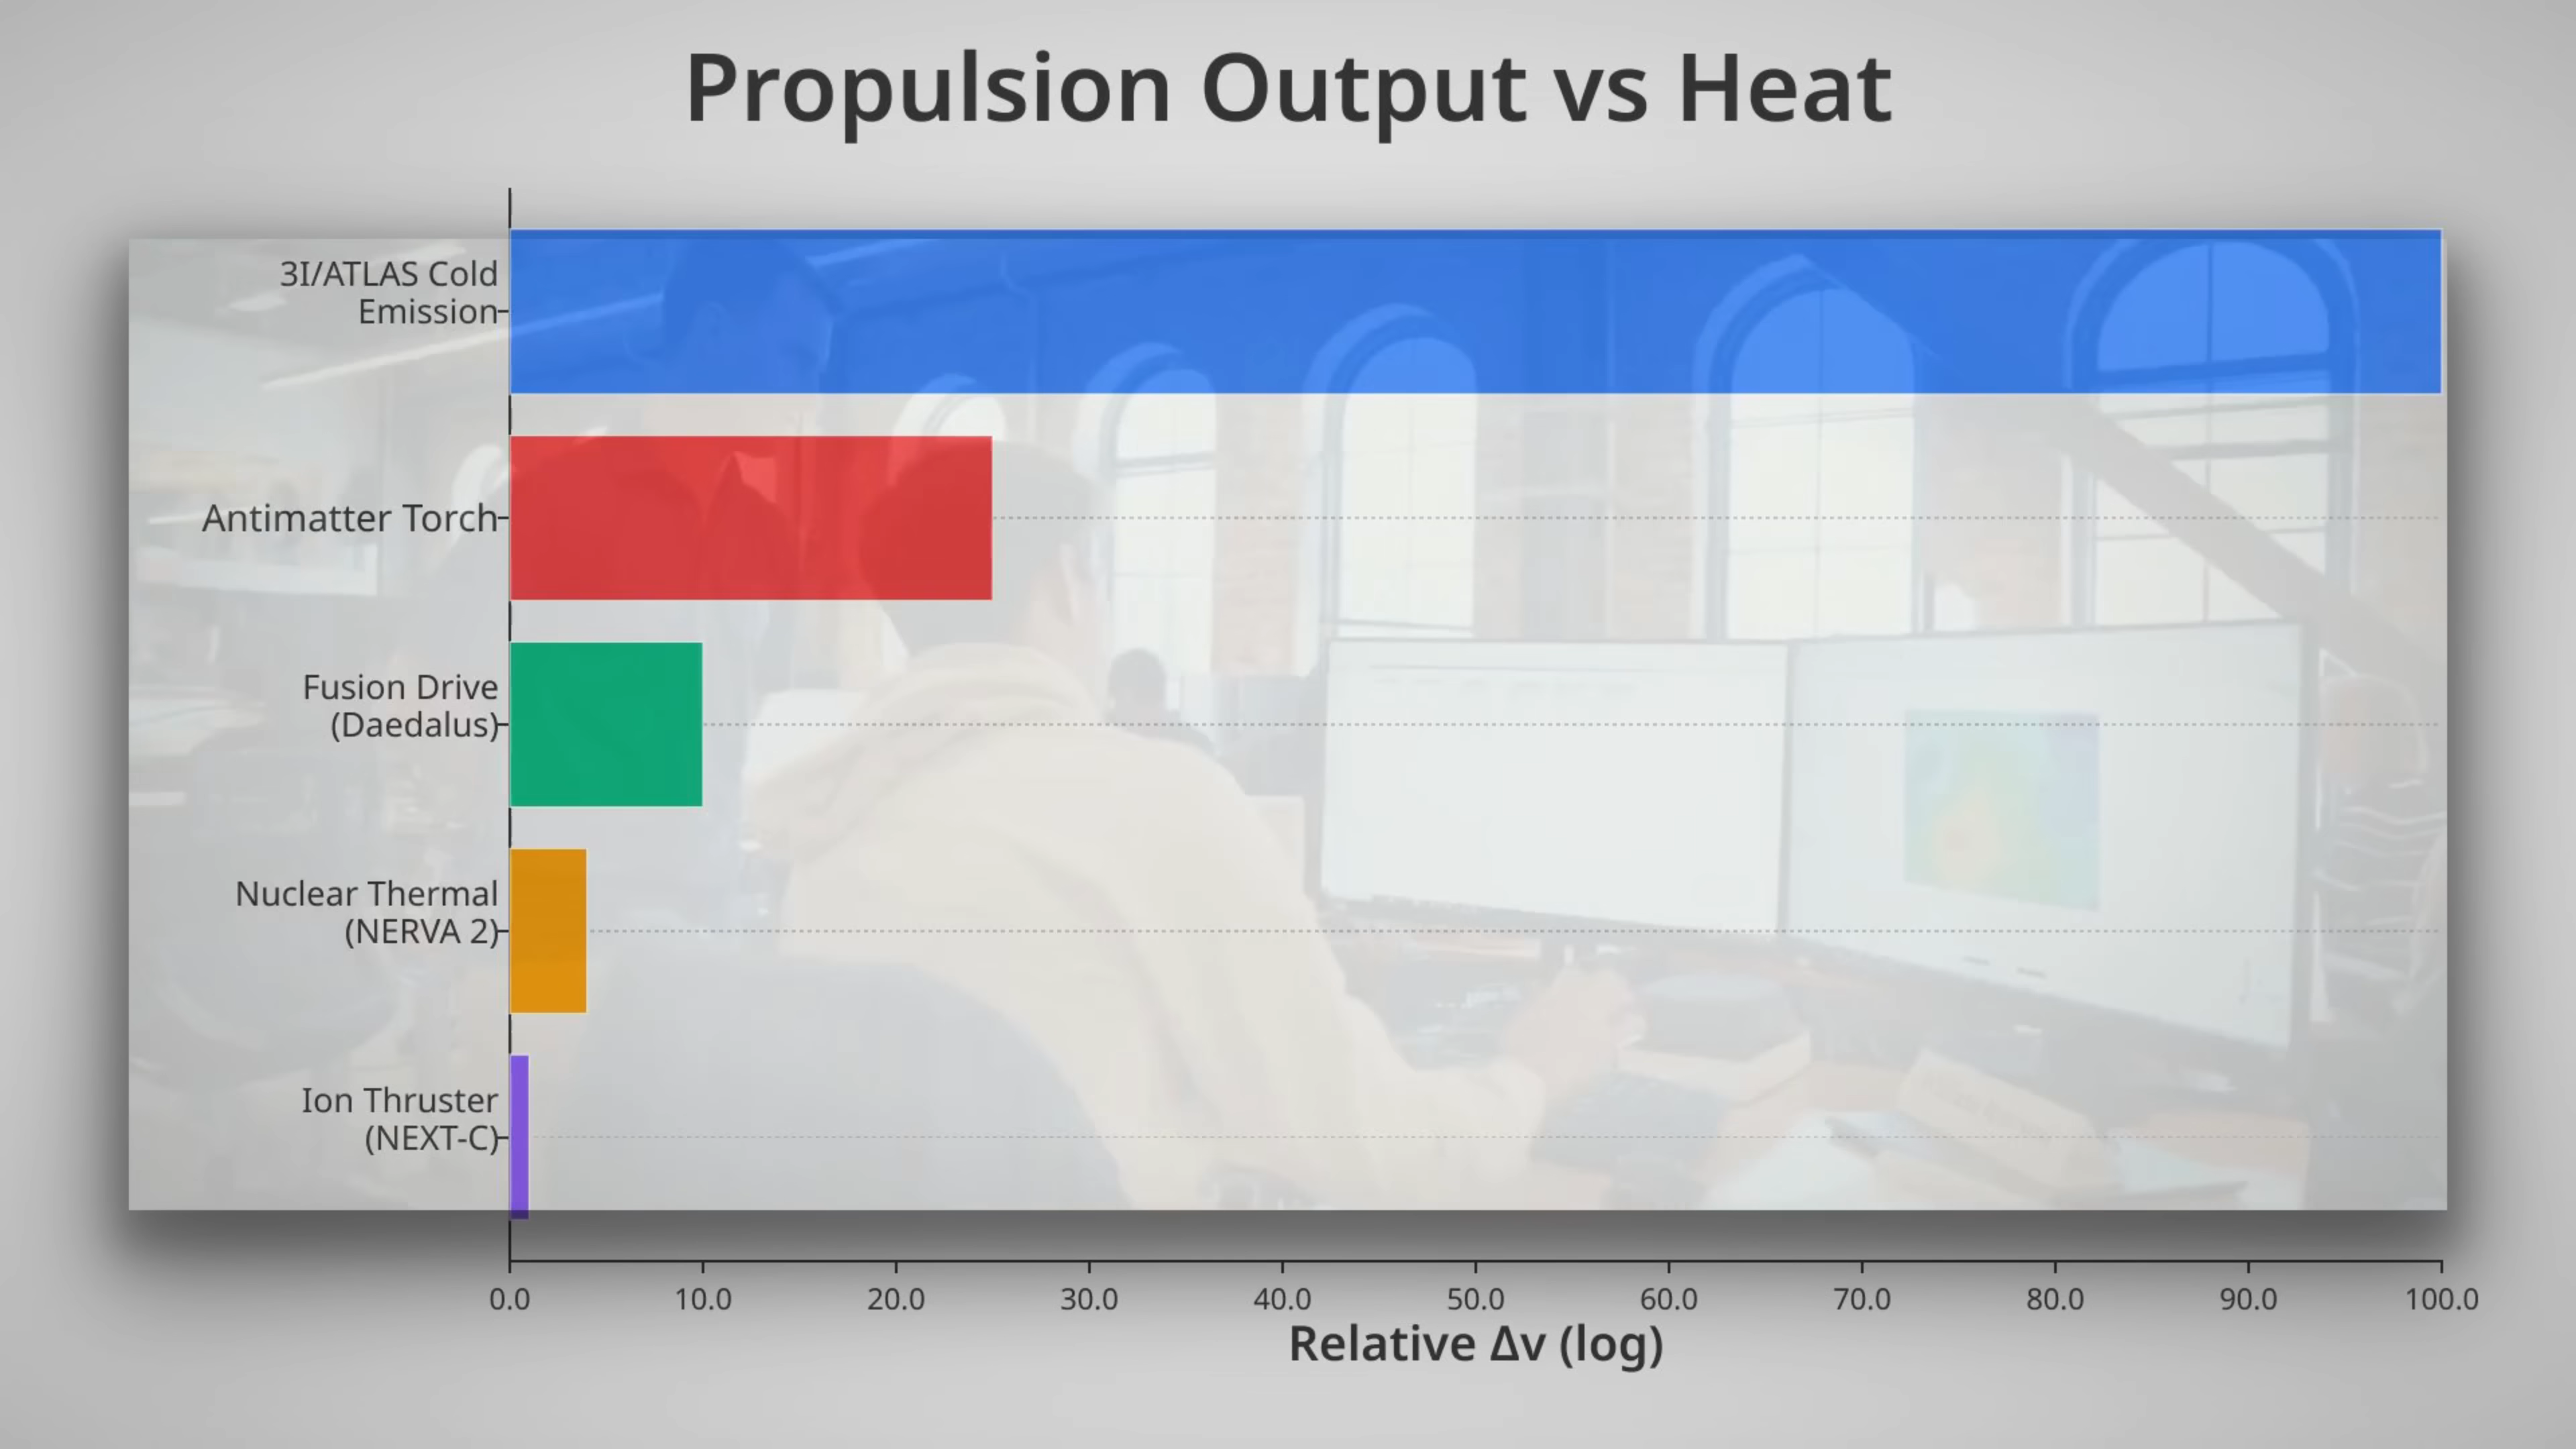 Propulsion Output vs Heat
3I/ATLAS Cold
Emission
Antimatter Torch
Fusion Drive
(Daedalus)
Nuclear Thermal
(NERVA 2)
Ion Thruster
(NEXT-C)
0.0 10.0 20.0 30.0 40.0 50.0 60.0 70.0 80.0 90.0 100.0
Relative Δv (log)